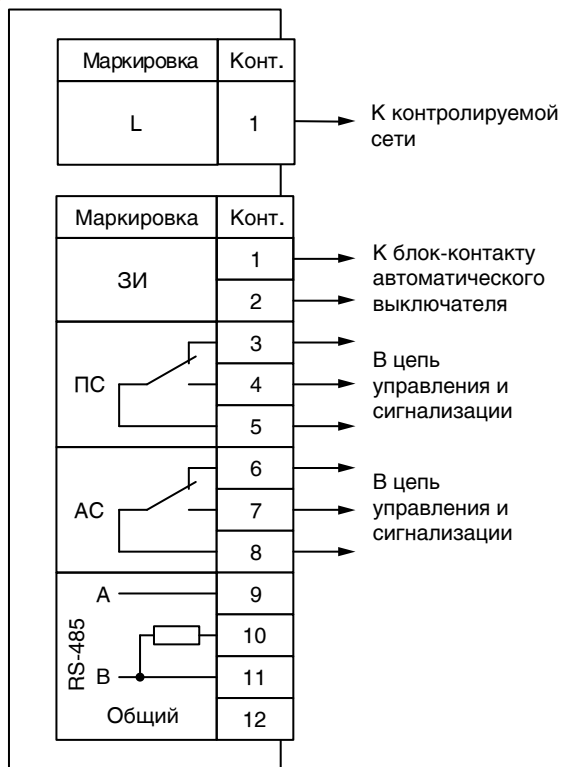 Маркировка Конт.
L 1
К контролируемой
сети
Маркировка Конт.
ЗИ
1
2
К блок-контакту
автоматического
выключателя
ПС
3
4
5
В цепь
управления и
сигнализации
АС
6
7
8
В цепь
управления и
сигнализации
RS-485
A 9
10
B 11
Общий 12